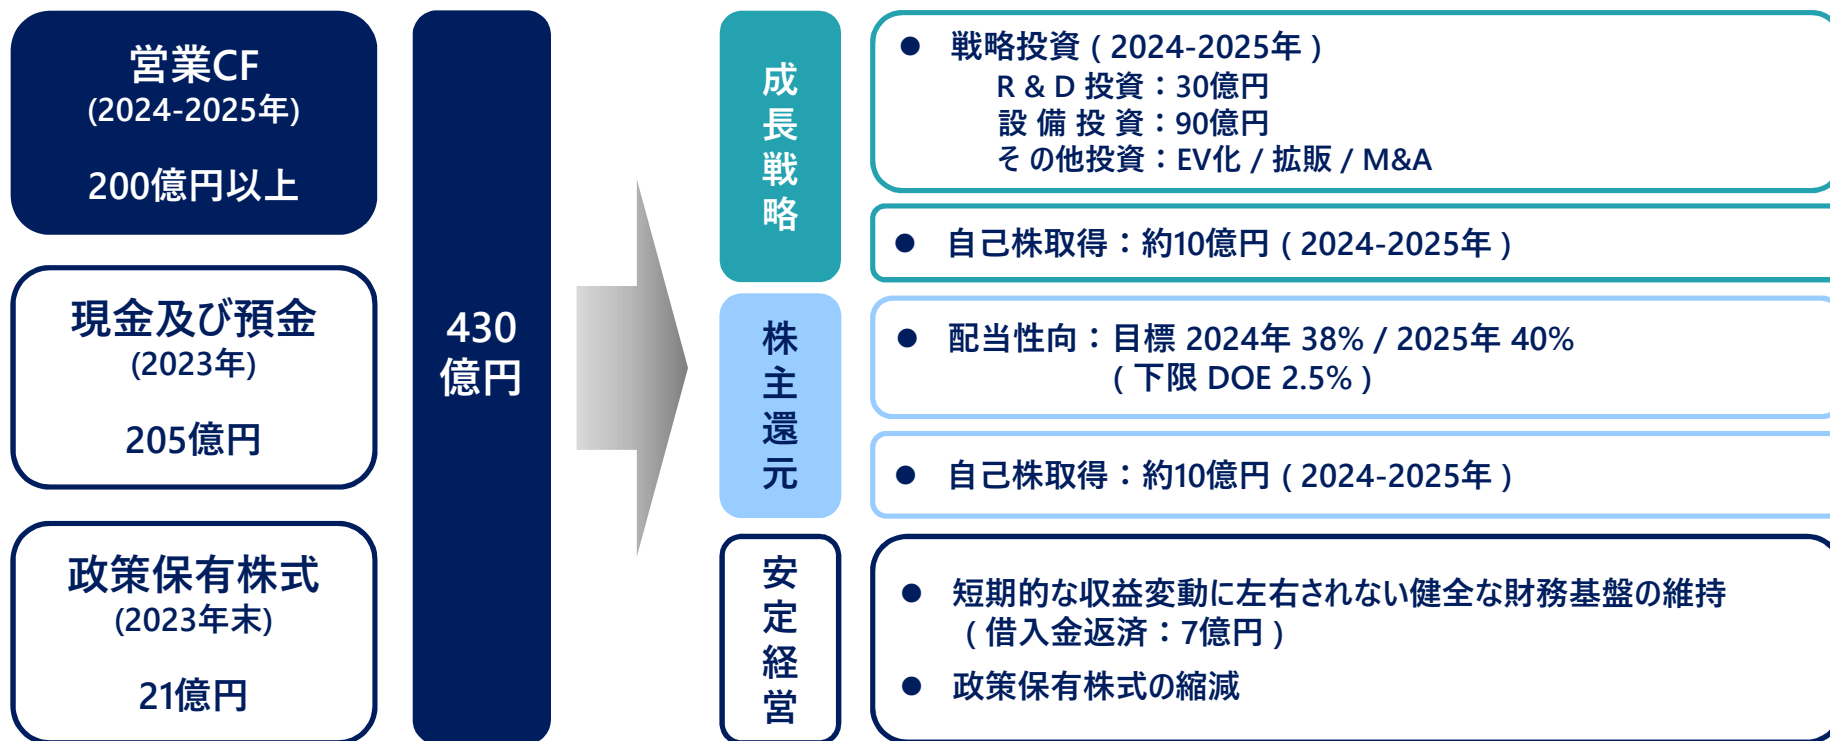 営業CF
(2024-2025年)
200億円以上
現金及び預金
(2023年)
205億円
政策保有株式
(2023年末)
21億円
430
億円
成長戦略
● 戦略投資 ( 2024-2025年 )
R & D 投資：30億円
設 備 投 資：90億円
そ の他投資：EV化 / 拡販 / M&A
● 自己株取得：約10億円 ( 2024-2025年 )
株主還元
● 配当性向：目標 2024年 38% / 2025年 40%
( 下限 DOE 2.5% )
● 自己株取得：約10億円 ( 2024-2025年 )
安定経営
● 短期的な収益変動に左右されない健全な財務基盤の維持
( 借入金返済：7億円 )
● 政策保有株式の縮減